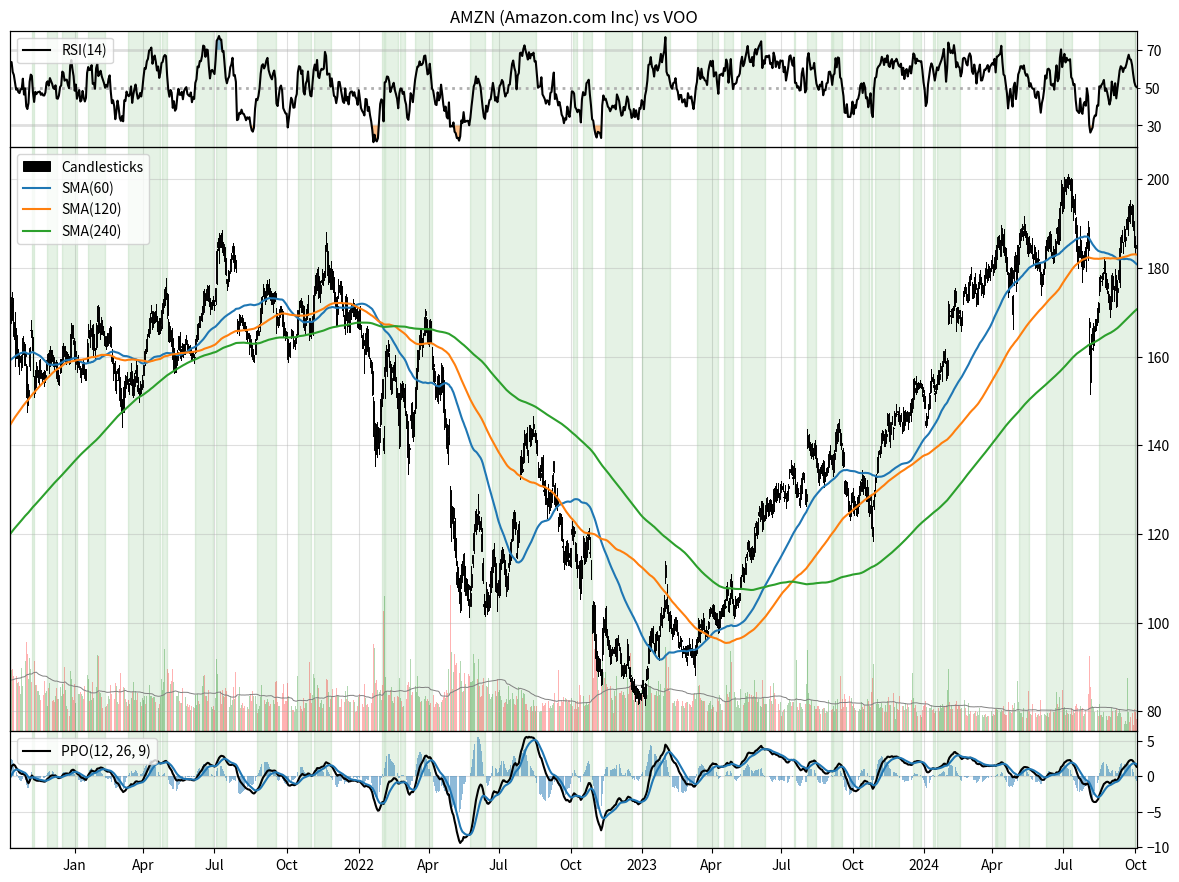 AMZN (Amazon.com Inc) vs VOO
RSI(14)
70
50
30
Candlesticks
SMA(60)
SMA(120)
SMA(240)
200
180
160
140
120
100
80
PPO(12, 26, 9)
5
0
−5
−10
Jan Apr Jul Oct 2022 Apr Jul Oct 2023 Apr Jul Oct 2024 Apr Jul Oct